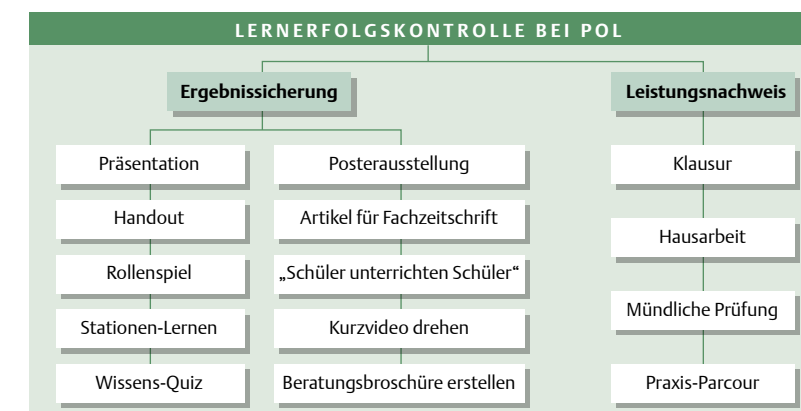 LERNERFOLGSKONTROLLE BEI POL
Ergebnissicherung
Leistungsnachweis
Präsentation
Handout
Rollenspiel
Stationen-Lernen
Wissens-Quiz
Posterausstellung
Artikel für Fachzeitschrift
„Schüler unterrichten Schüler“
Kurzvideo drehen
Beratungsbroschüre erstellen
Klausur
Hausarbeit
Mündliche Prüfung
Praxis-Parcour